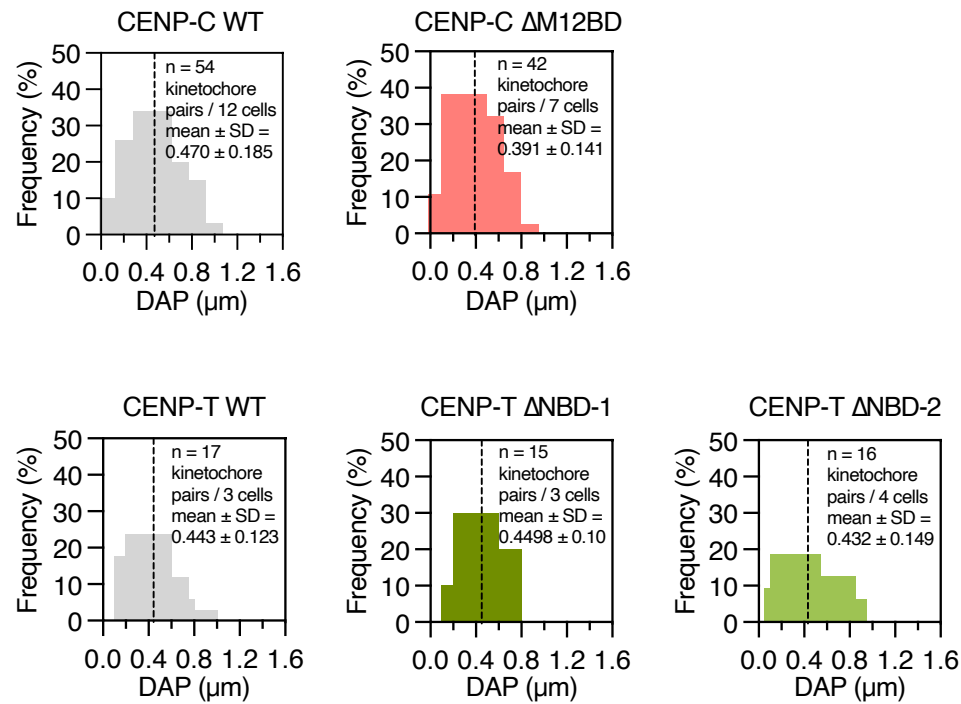 CENP-C WT
50
40
30
20
10
0
Frequency (%)
n = 54
kinetochore
pairs / 12 cells
mean ± SD =
0.470 ± 0.185
0.0 0.4 0.8 1.2 1.6
DAP (µm)
CENP-C ΔM12BD
50
40
30
20
10
0
Frequency (%)
n = 42
kinetochore
pairs / 7 cells
mean ± SD =
0.391 ± 0.141
0.0 0.4 0.8 1.2 1.6
DAP (µm)
CENP-T WT
50
40
30
20
10
0
Frequency (%)
n = 17
kinetochore
pairs / 3 cells
mean ± SD =
0.443 ± 0.123
0.0 0.4 0.8 1.2 1.6
DAP (µm)
CENP-T ΔNBD-1
50
40
30
20
10
0
Frequency (%)
n = 15
kinetochore
pairs / 3 cells
mean ± SD =
0.4498 ± 0.10
0.0 0.4 0.8 1.2 1.6
DAP (µm)
CENP-T ΔNBD-2
50
40
30
20
10
0
Frequency (%)
n = 16
kinetochore
pairs / 4 cells
mean ± SD =
0.432 ± 0.149
0.0 0.4 0.8 1.2 1.6
DAP (µm)